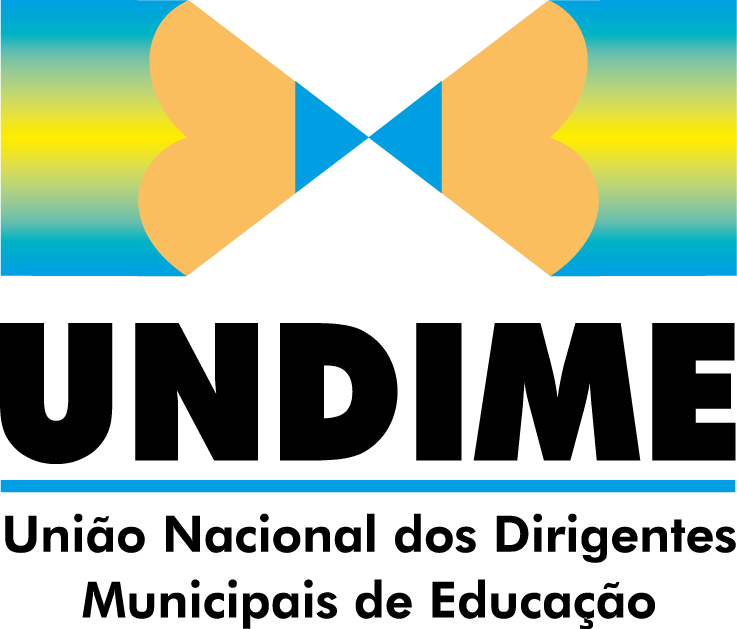 UNDIME
União Nacional dos Dirigentes
Municipais de Educação